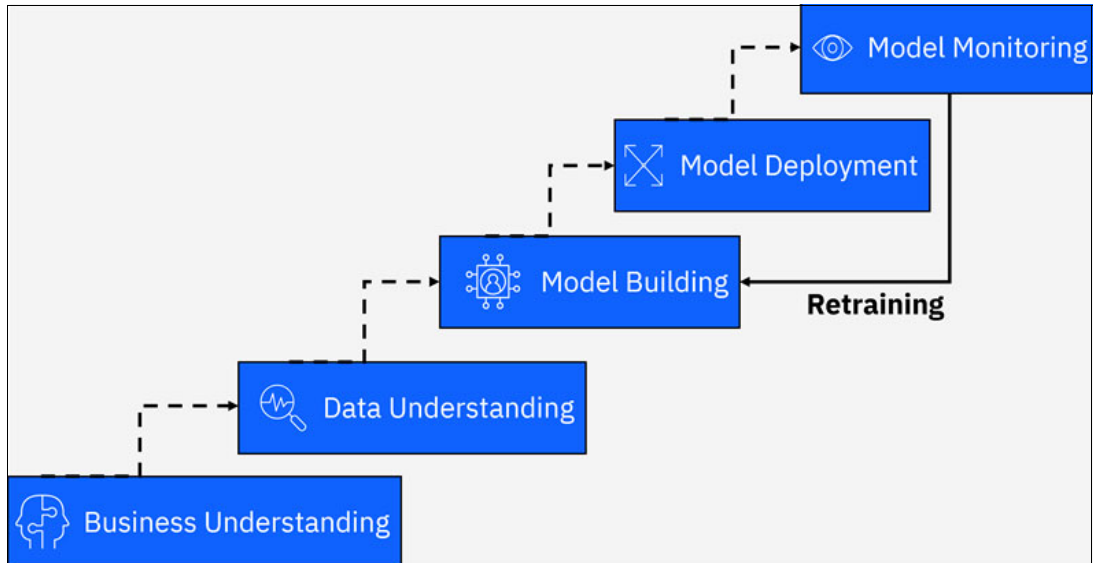 Model Monitoring
Model Deployment
Model Building
Retraining
Data Understanding
Business Understanding